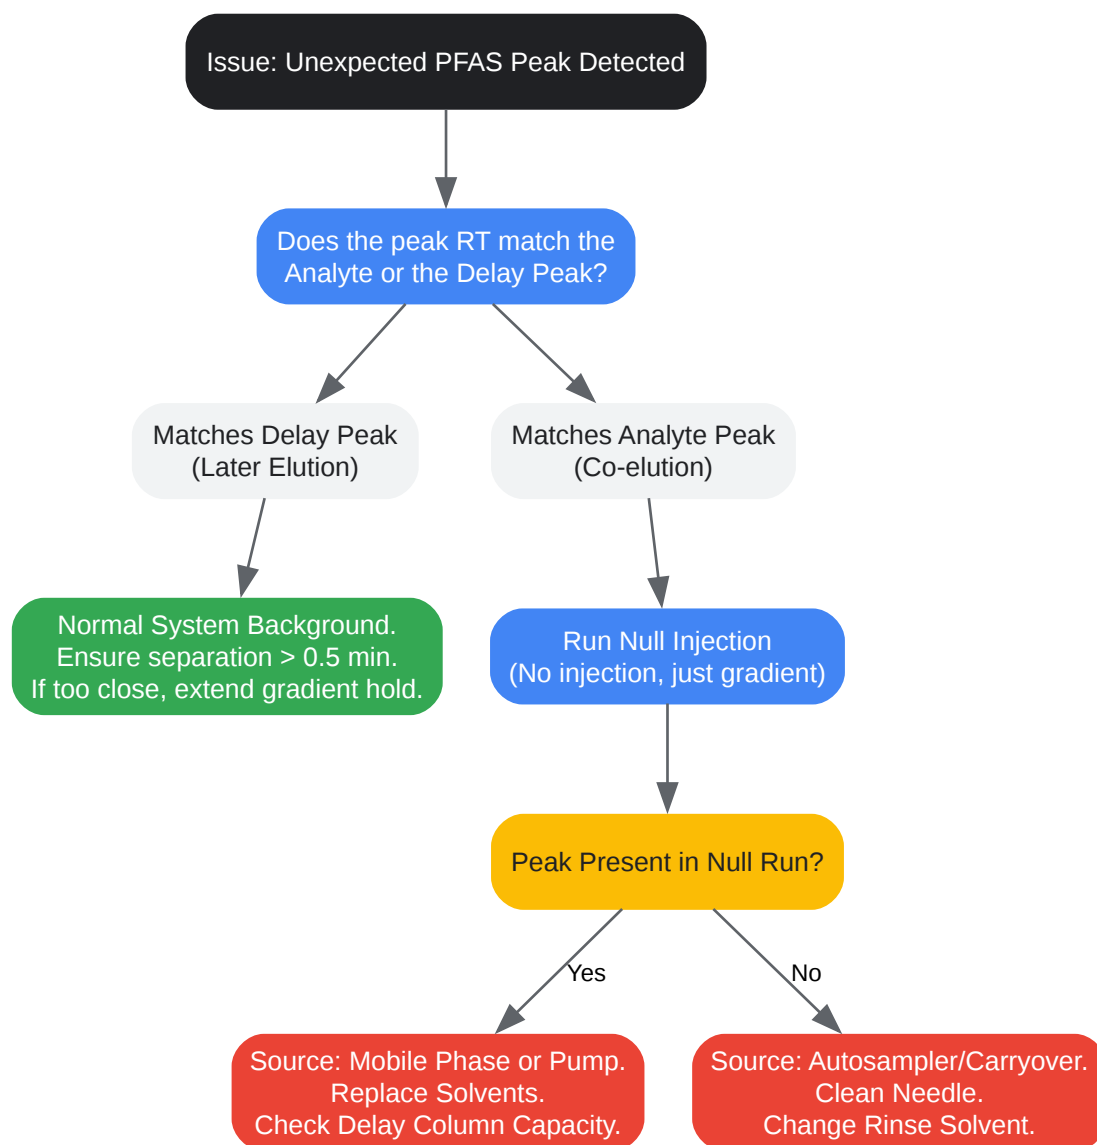 Issue: Unexpected PFAS Peak Detected
Does the peak RT match the
Analyte or the Delay Peak?
Matches Delay Peak
(Later Elution)
Matches Analyte Peak
(Co-elution)
Normal System Background.
Ensure separation > 0.5 min.
If too close, extend gradient hold.
Run Null Injection
(No injection, just gradient)
Peak Present in Null Run?
Yes
No
Source: Mobile Phase or Pump.
Replace Solvents.
Check Delay Column Capacity.
Source: Autosampler/Carryover.
Clean Needle.
Change Rinse Solvent.